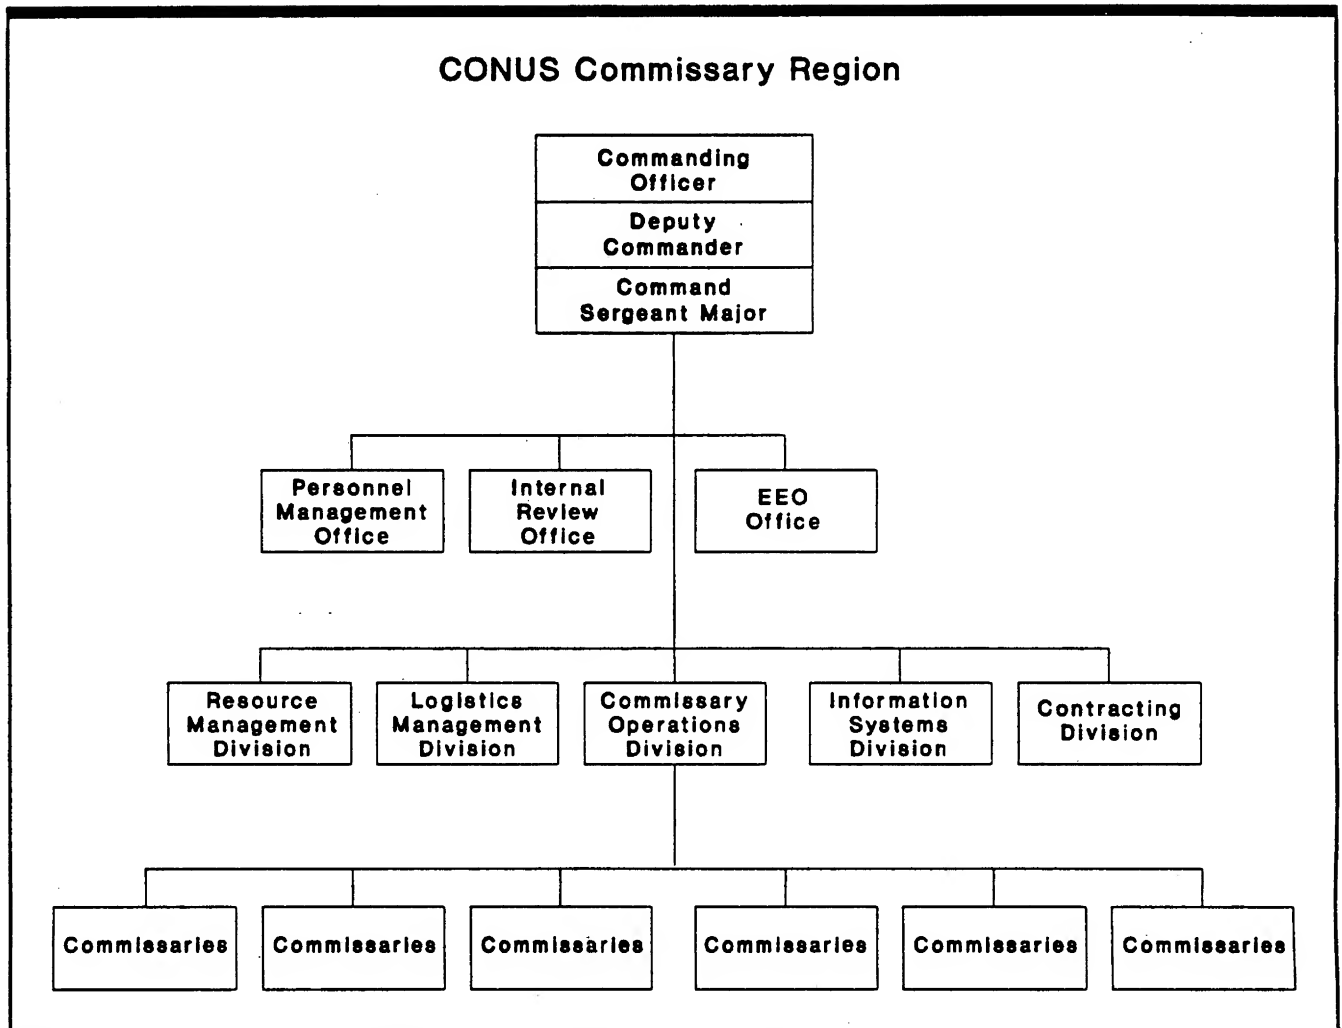 CONUS Commissary Region
Commanding
Officer
Deputy
Commander
Command
Sergeant Major
Personnel
Management
Office
Internal
Review
Office
EEO
Office
Resource
Management
Division
Logistics
Management
Division
Commissary
Operations
Division
Information
Systems
Division
Contracting
Division
Commissaries
Commissaries
Commissaries
Commissaries
Commissaries
Commissaries